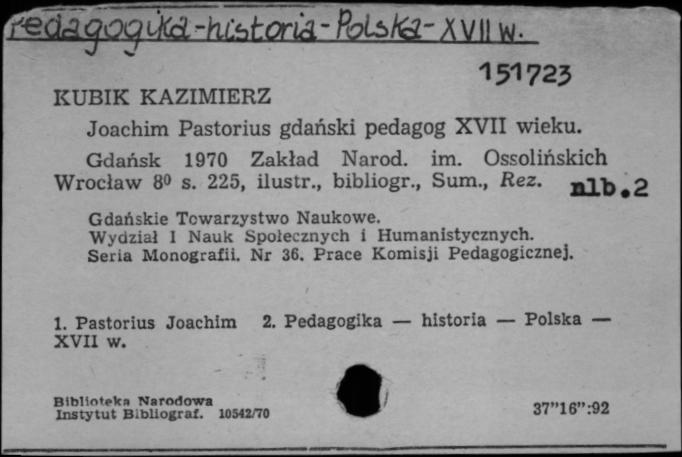 Pedagogika-historia-Polska-XVII w.
151723
KUBIK KAZIMIERZ
Joachim Pastorius gdański pedagog XVII wieku.
Gdańsk 1970 Zakład Narod. im. Ossolińskich
Wrocław 8⁰ s. 225, ilustr., bibliogr., Sum., Rez. nlb.2
Gdańskie Towarzystwo Naukowe.
Wydział I Nauk Społecznych i Humanistycznych.
Seria Monografii. Nr 36. Prace Komisji Pedagogicznej.
1. Pastorius Joachim 2. Pedagogika — historia — Polska —
XVII w.
Biblioteka Narodowa
Instytut Bibliograf. 10542/70
37”16”:92